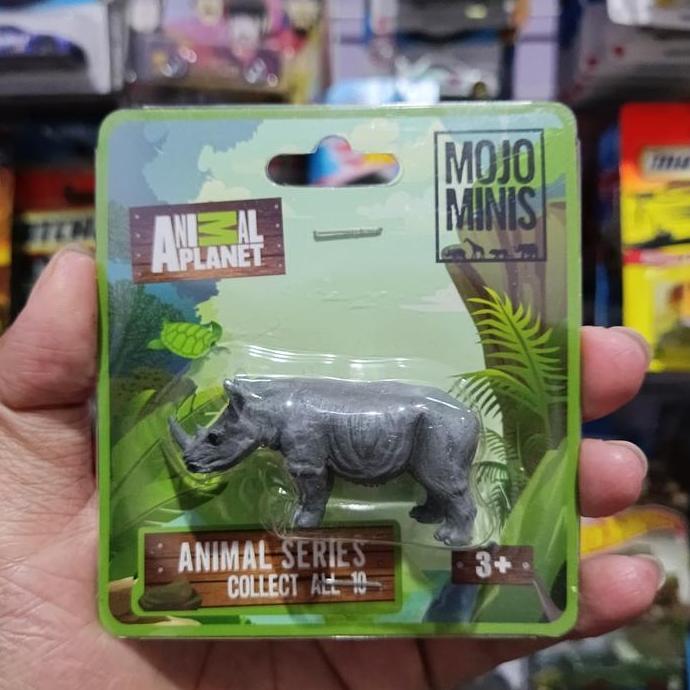 ANIMAL
PLANET
MOJO
MINIS
ANIMAL SERIES
COLLECT ALL 10
3+